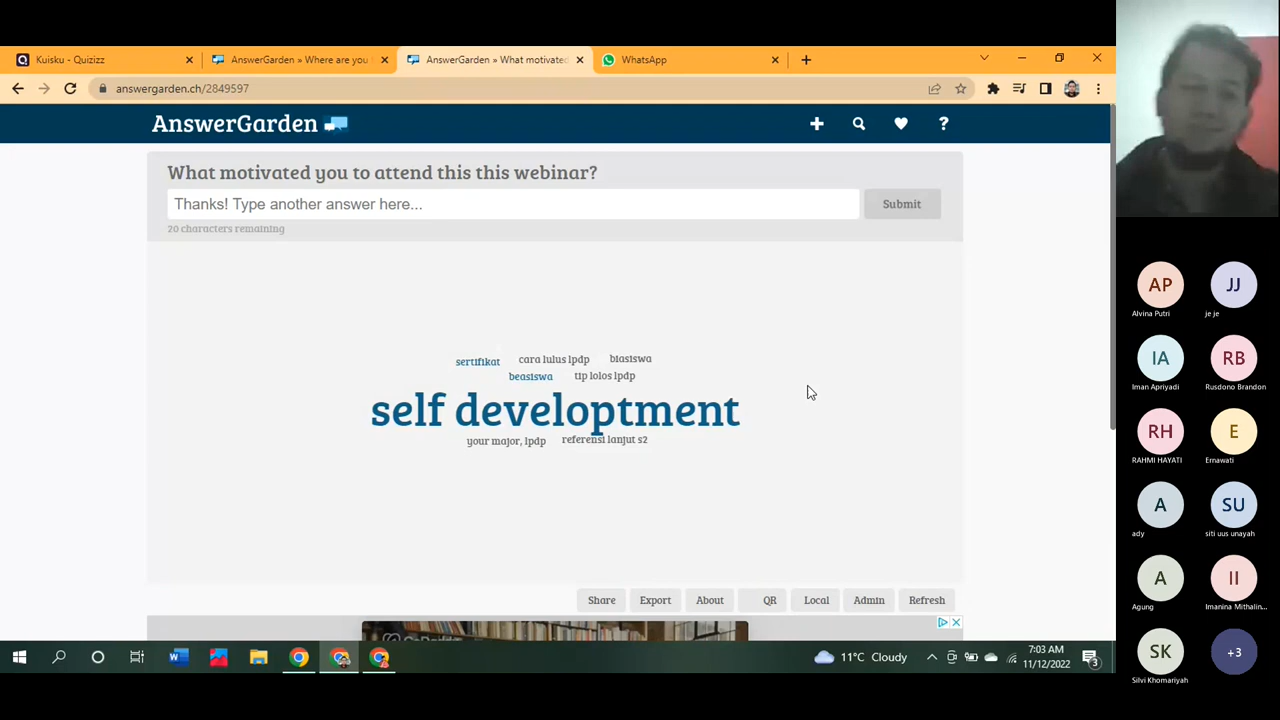 Kuisku - Quizizz
AnswerGarden » Where are you
AnswerGarden » What motivated
WhatsApp
answergarden.ch/2849597
AnswerGarden
What motivated you to attend this this webinar?
Thanks! Type another answer here...
Submit
20 characters remaining
sertifikat
cara lulus lpdp
biasiswa
beasiswa
tip lolos lpdp
self developtment
your major, lpdp
referensi lanjut s2
Share
Export
About
QR
Local
Admin
Refresh
11°C Cloudy
7:03 AM
11/12/2022
3
AP
JJ
Alvina Putri
je je
IA
RB
Iman Apriyadi
Rusdono Brandon
RH
E
RAHMI HAYATI
Ernawati
A
SU
ady
siti uus unayah
A
II
Agung
Imanina Mithalin...
SK
+3
Silvi Khomariyah